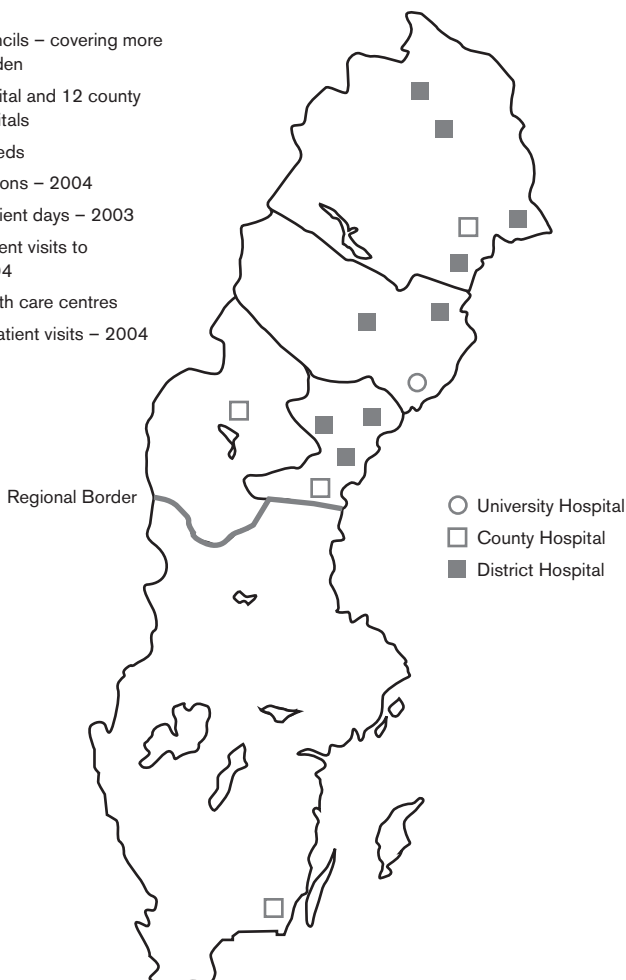 ncils – covering more
den
ital and 12 county
itals
eds
ons – 2004
ient days – 2003
ent visits to
4
th care centres
atient visits – 2004
Regional Border
University Hospital
County Hospital
District Hospital